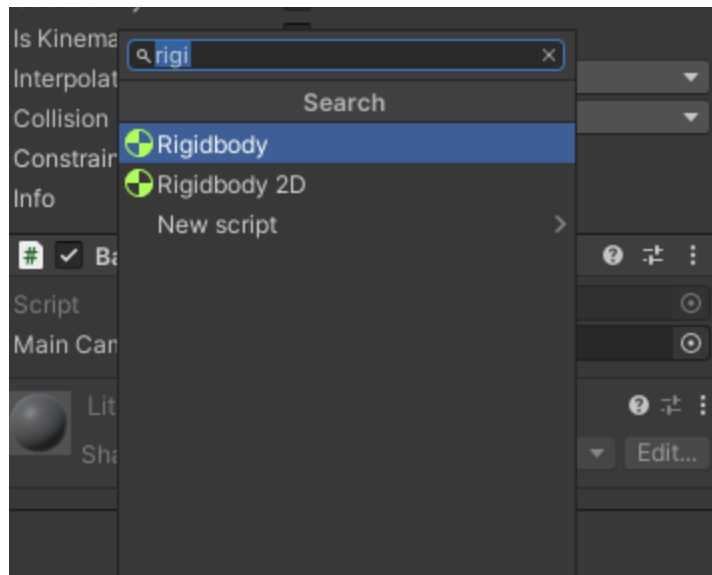 Is Kinema
rigi
Interpolat
Search
Collision
Rigidbody
Constrain
Rigidbody 2D
Info
New script
# Ba
Script
Main Can
Lit
Sha
Edit...